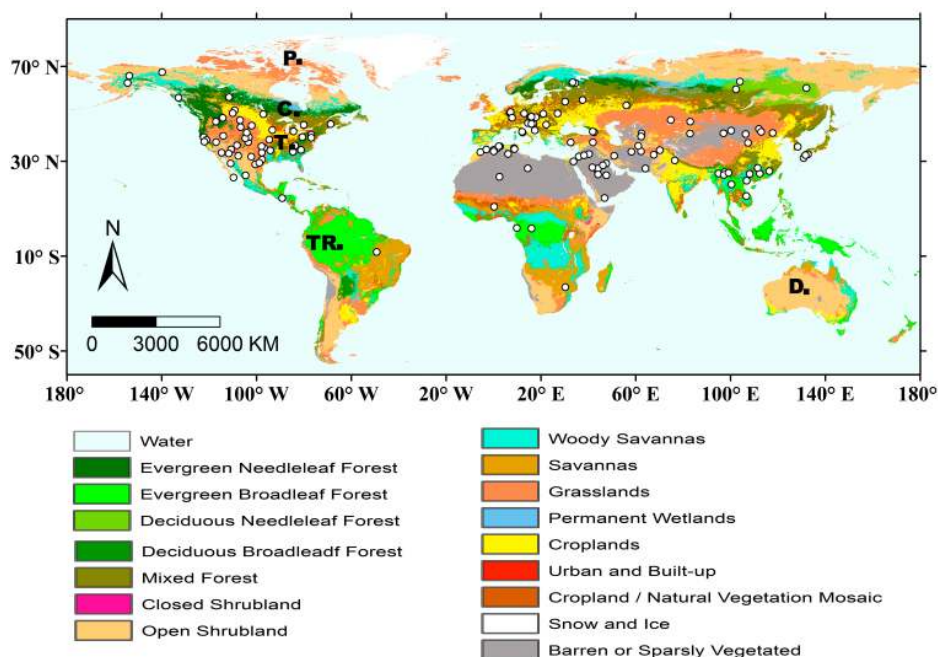 P.
70° N
C.
T.
30° N
N
TR.
10° S
D.
0 3000 6000 KM
50° S
180° 140° W 100° W 60° W 20° W 20° E 60° E 100° E 140° E 180°
Water
Evergreen Needleleaf Forest
Evergreen Broadleaf Forest
Deciduous Needleleaf Forest
Deciduous Broadleadf Forest
Mixed Forest
Closed Shrubland
Open Shrubland
Woody Savannas
Savannas
Grasslands
Permanent Wetlands
Croplands
Urban and Built-up
Cropland / Natural Vegetation Mosaic
Snow and Ice
Barren or Sparsly Vegetated